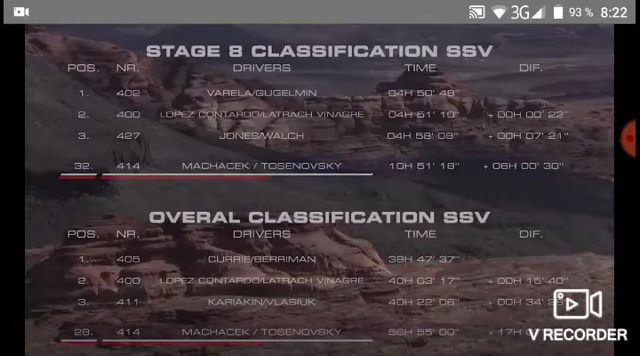 3G 93 % 8:22
STAGE 8 CLASSIFICATION SSV
POS. NR. DRIVERS TIME DIF.
1. 402 VARELA/GUGELMIN 04H 50' 48"
2. 400 LOPEZ CONTARDO/LATRACH VINAGRE 04H 51' 10" + 00H 00' 22"
3. 427 JONES/WALCH 04H 58' 09" + 00H 07' 21"
32. 414 MACHACEK / TOSENOVSKY 10H 51' 18" + 06H 00' 30"
OVERAL CLASSIFICATION SSV
POS. NR. DRIVERS TIME DIF.
1. 405 CURRIE/BERRIMAN 39H 47' 37"
2. 400 LOPEZ CONTARDO/LATRACH VINAGRE 40H 03' 17" + 00H 15' 40"
3. 411 KARIAKIN/VLASIUK 40H 22' 06" + 00H 34'
28. 414 MACHACEK / TOSENOVSKY 56H 55' 00" + 17H
V RECORDER